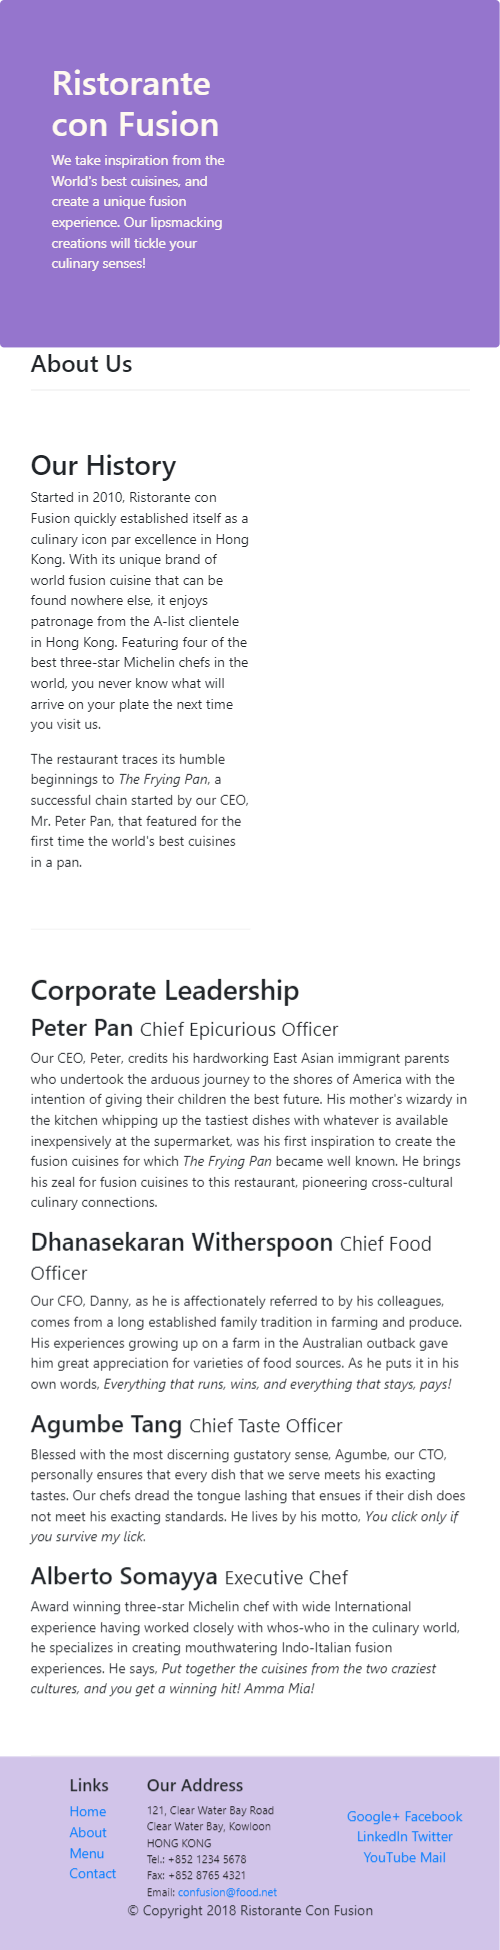 Ristorante
con Fusion
We take inspiration from the
World's best cuisines, and
create a unique fusion
experience. Our lipsmacking
creations will tickle your
culinary senses!
About Us
Our History
Started in 2010, Ristorante con
Fusion quickly established itself as a
culinary icon par excellence in Hong
Kong. With its unique brand of
world fusion cuisine that can be
found nowhere else, it enjoys
patronage from the A-list clientele
in Hong Kong. Featuring four of the
best three-star Michelin chefs in the
world, you never know what will
arrive on your plate the next time
you visit us.
The restaurant traces its humble
beginnings to The Frying Pan, a
successful chain started by our CEO,
Mr. Peter Pan, that featured for the
first time the world's best cuisines
in a pan.
Corporate Leadership
Peter Pan Chief Epicurious Officer
Our CEO, Peter, credits his hardworking East Asian immigrant parents
who undertook the arduous journey to the shores of America with the
intention of giving their children the best future. His mother's wizardy in
the kitchen whipping up the tastiest dishes with whatever is available
inexpensively at the supermarket, was his first inspiration to create the
fusion cuisines for which The Frying Pan became well known. He brings
his zeal for fusion cuisines to this restaurant, pioneering cross-cultural
culinary connections.
Dhanasekaran Witherspoon Chief Food
Officer
Our CFO, Danny, as he is affectionately referred to by his colleagues,
comes from a long established family tradition in farming and produce.
His experiences growing up on a farm in the Australian outback gave
him great appreciation for varieties of food sources. As he puts it in his
own words, Everything that runs, wins, and everything that stays, pays!
Agumbe Tang Chief Taste Officer
Blessed with the most discerning gustatory sense, Agumbe, our CTO,
personally ensures that every dish that we serve meets his exacting
tastes. Our chefs dread the tongue lashing that ensues if their dish does
not meet his exacting standards. He lives by his motto, You click only if
you survive my lick.
Alberto Somayya Executive Chef
Award winning three-star Michelin chef with wide International
experience having worked closely with whos-who in the culinary world,
he specializes in creating mouthwatering Indo-Italian fusion
experiences. He says, Put together the cuisines from the two craziest
cultures, and you get a winning hit! Amma Mia!
Links
Home
About
Menu
Contact
Our Address
121, Clear Water Bay Road
Clear Water Bay, Kowloon
HONG KONG
Tel.: +852 1234 5678
Fax: +852 8765 4321
Email: confusion@food.net
Google+ Facebook
LinkedIn Twitter
YouTube Mail
© Copyright 2018 Ristorante Con Fusion